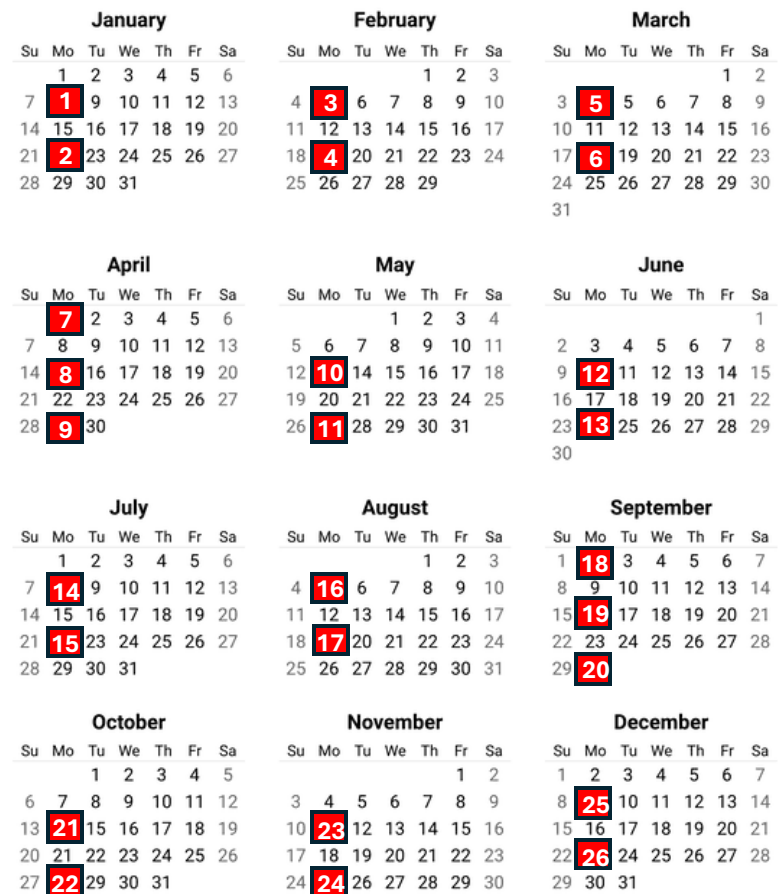 January
Su Mo Tu We Th Fr Sa
1 2 3 4 5 6
7 1 9 10 11 12 13
14 15 16 17 18 19 20
21 2 23 24 25 26 27
28 29 30 31
February
Su Mo Tu We Th Fr Sa
1 2 3
4 3 6 7 8 9 10
11 12 13 14 15 16 17
18 4 20 21 22 23 24
25 26 27 28 29
March
Su Mo Tu We Th Fr Sa
1 2
3 5 5 6 7 8 9
10 11 12 13 14 15 16
17 6 19 20 21 22 23
24 25 26 27 28 29 30
31
April
Su Mo Tu We Th Fr Sa
7 2 3 4 5 6
7 8 9 10 11 12 13
14 8 16 17 18 19 20
21 22 23 24 25 26 27
28 9 30
May
Su Mo Tu We Th Fr Sa
1 2 3 4
5 6 7 8 9 10 11
12 10 14 15 16 17 18
19 20 21 22 23 24 25
26 11 28 29 30 31
June
Su Mo Tu We Th Fr Sa
1
2 3 4 5 6 7 8
9 12 11 12 13 14 15
16 17 18 19 20 21 22
23 13 25 26 27 28 29
30
July
Su Mo Tu We Th Fr Sa
1 2 3 4 5 6
7 14 9 10 11 12 13
14 15 16 17 18 19 20
21 15 23 24 25 26 27
28 29 30 31
August
Su Mo Tu We Th Fr Sa
1 2 3
4 16 6 7 8 9 10
11 12 13 14 15 16 17
18 17 20 21 22 23 24
25 26 27 28 29 30 31
September
Su Mo Tu We Th Fr Sa
1 18 3 4 5 6 7
8 9 10 11 12 13 14
15 19 17 18 19 20 21
22 23 24 25 26 27 28
29 20
October
Su Mo Tu We Th Fr Sa
1 2 3 4 5
6 7 8 9 10 11 12
13 21 15 16 17 18 19
20 21 22 23 24 25 26
27 22 29 30 31
November
Su Mo Tu We Th Fr Sa
1 2
3 4 5 6 7 8 9
10 23 12 13 14 15 16
17 18 19 20 21 22 23
24 24 26 27 28 29 30
December
Su Mo Tu We Th Fr Sa
1 2 3 4 5 6 7
8 25 10 11 12 13 14
15 16 17 18 19 20 21
22 26 24 25 26 27 28
29 30 31